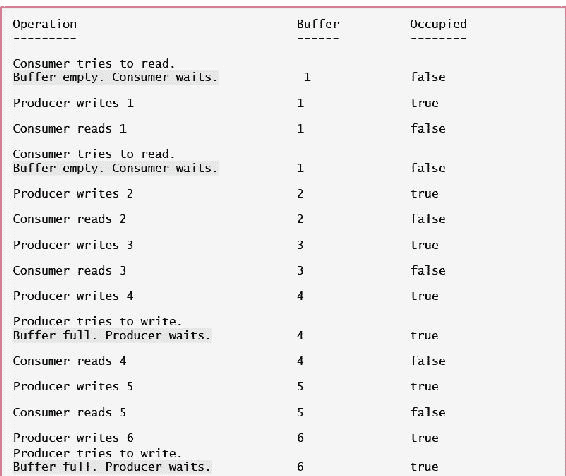 Operation Buffer Occupied
--------- ------ --------
Consumer tries to read.
Buffer empty. Consumer waits. 1 false
Producer writes 1 1 true
Consumer reads 1 1 false
Consumer tries to read.
Buffer empty. Consumer waits. 1 false
Producer writes 2 2 true
Consumer reads 2 2 false
Producer writes 3 3 true
Consumer reads 3 3 false
Producer writes 4 4 true
Producer tries to write.
Buffer full. Producer waits. 4 true
Consumer reads 4 4 false
Producer writes 5 5 true
Consumer reads 5 5 false
Producer writes 6 6 true
Producer tries to write.
Buffer full. Producer waits. 6 true